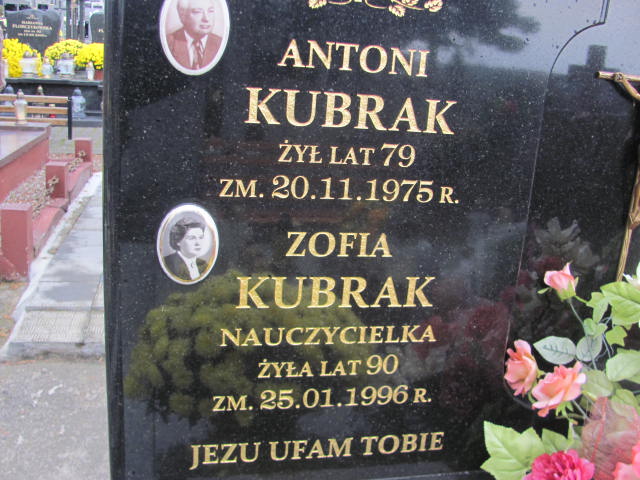 ANTONI
KUBRAK
ŻYŁ LAT 79
ZM. 20.11.1975 R.
ZOFIA
KUBRAK
NAUCZYCIELKA
ŻYŁA LAT 90
ZM. 25.01.1996 R.
JEZU UFAM TOBIE